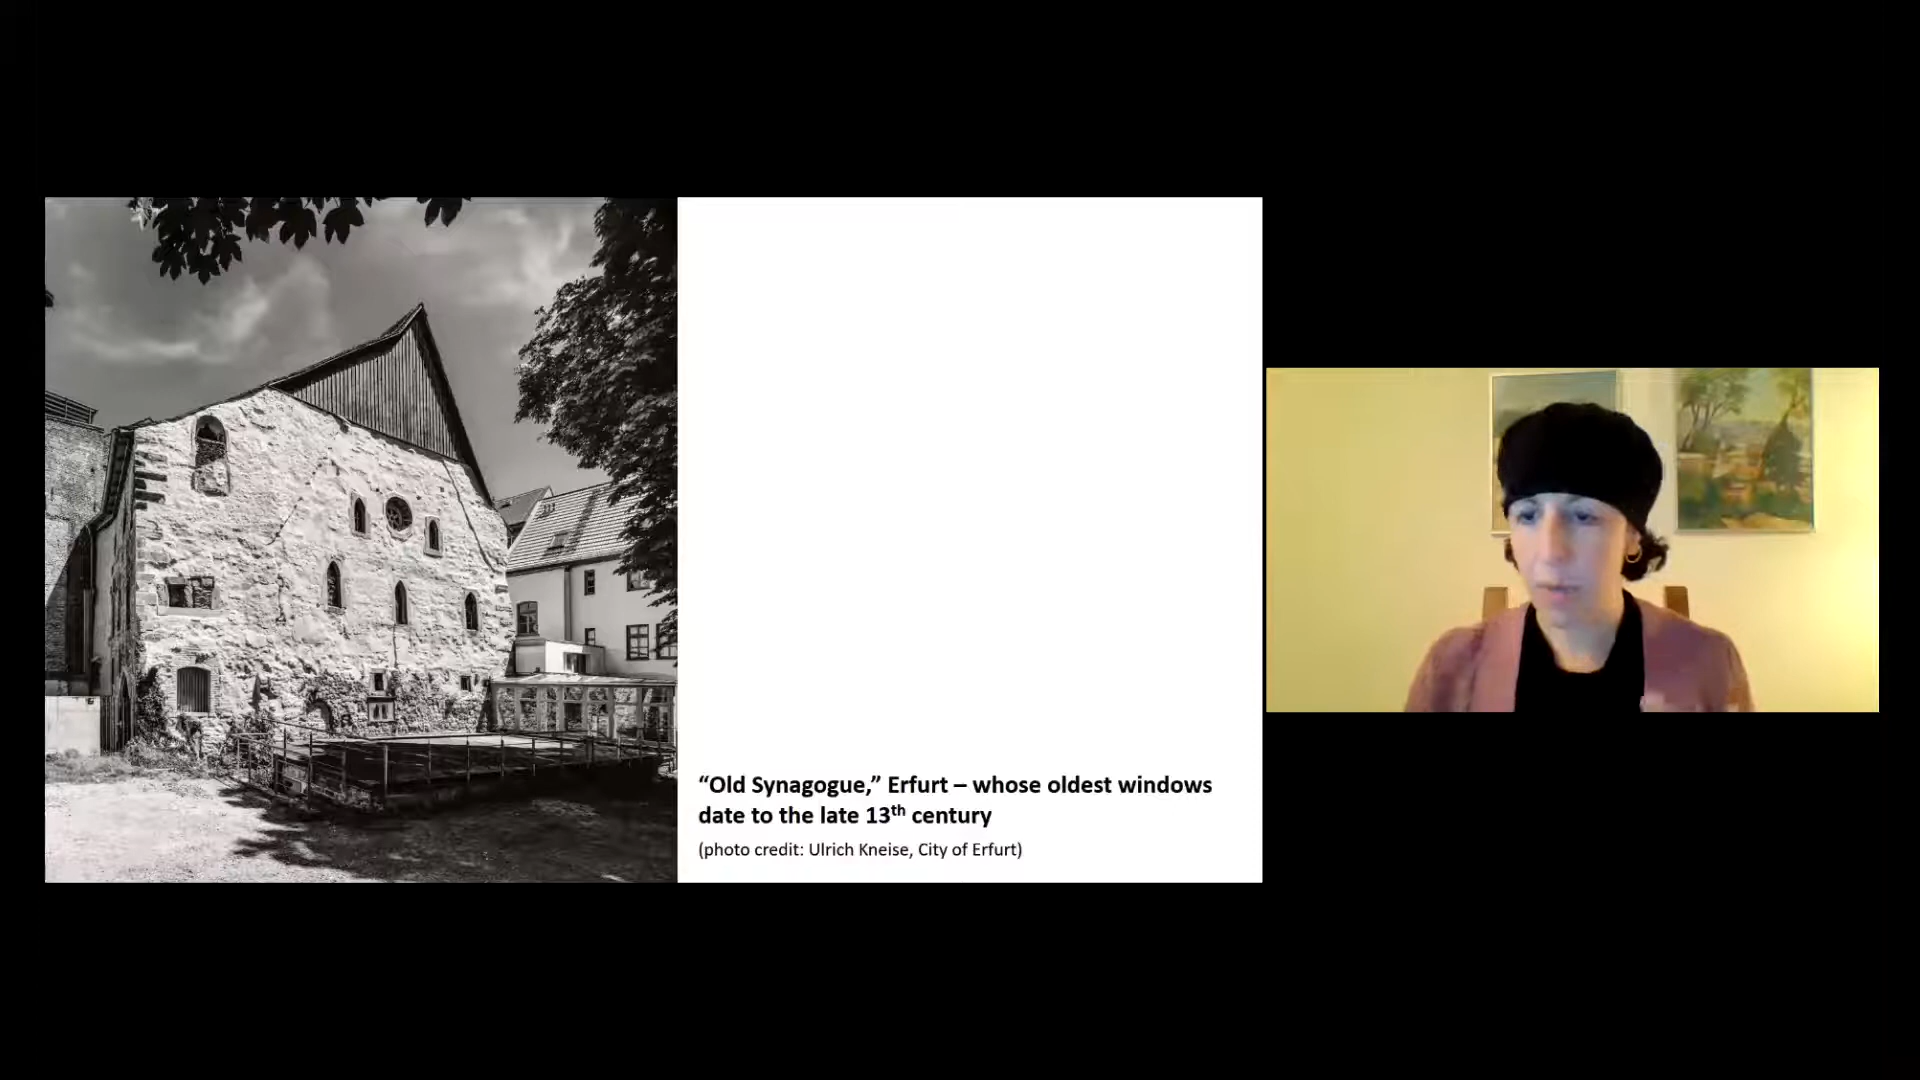 “Old Synagogue,” Erfurt – whose oldest windows
date to the late 13th century
(photo credit: Ulrich Kneise, City of Erfurt)